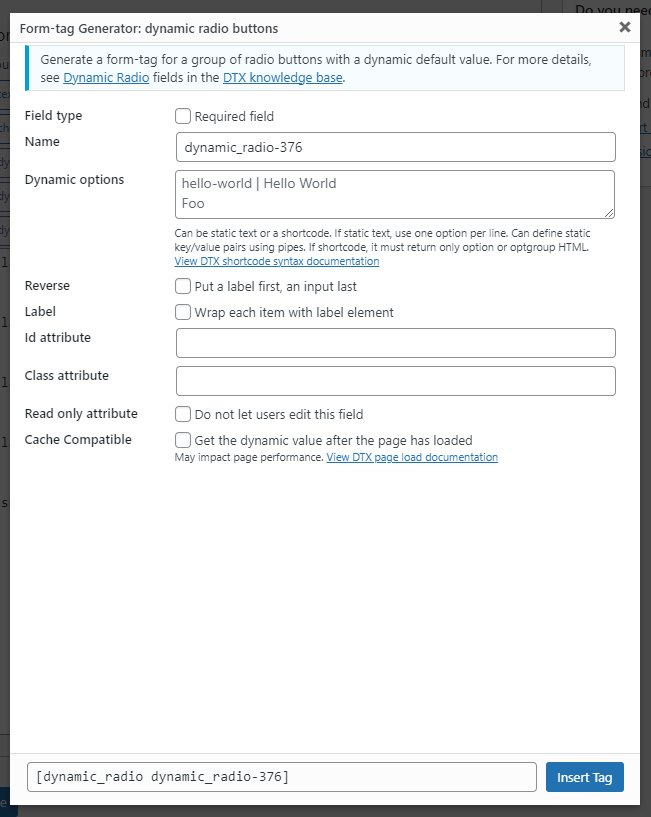 Do you need
Form-tag Generator: dynamic radio buttons
Generate a form-tag for a group of radio buttons with a dynamic default value. For more details,
see Dynamic Radio fields in the DTX knowledge base.
Field type
Required field
Name
dynamic_radio-376
Dynamic options
hello-world | Hello World
Foo
Can be static text or a shortcode. If static text, use one option per line. Can define static
key/value pairs using pipes. If shortcode, it must return only option or optgroup HTML.
View DTX shortcode syntax documentation
Reverse
Put a label first, an input last
Label
Wrap each item with label element
Id attribute
Class attribute
Read only attribute
Do not let users edit this field
Cache Compatible
Get the dynamic value after the page has loaded
May impact page performance. View DTX page load documentation
[dynamic_radio dynamic_radio-376]
Insert Tag